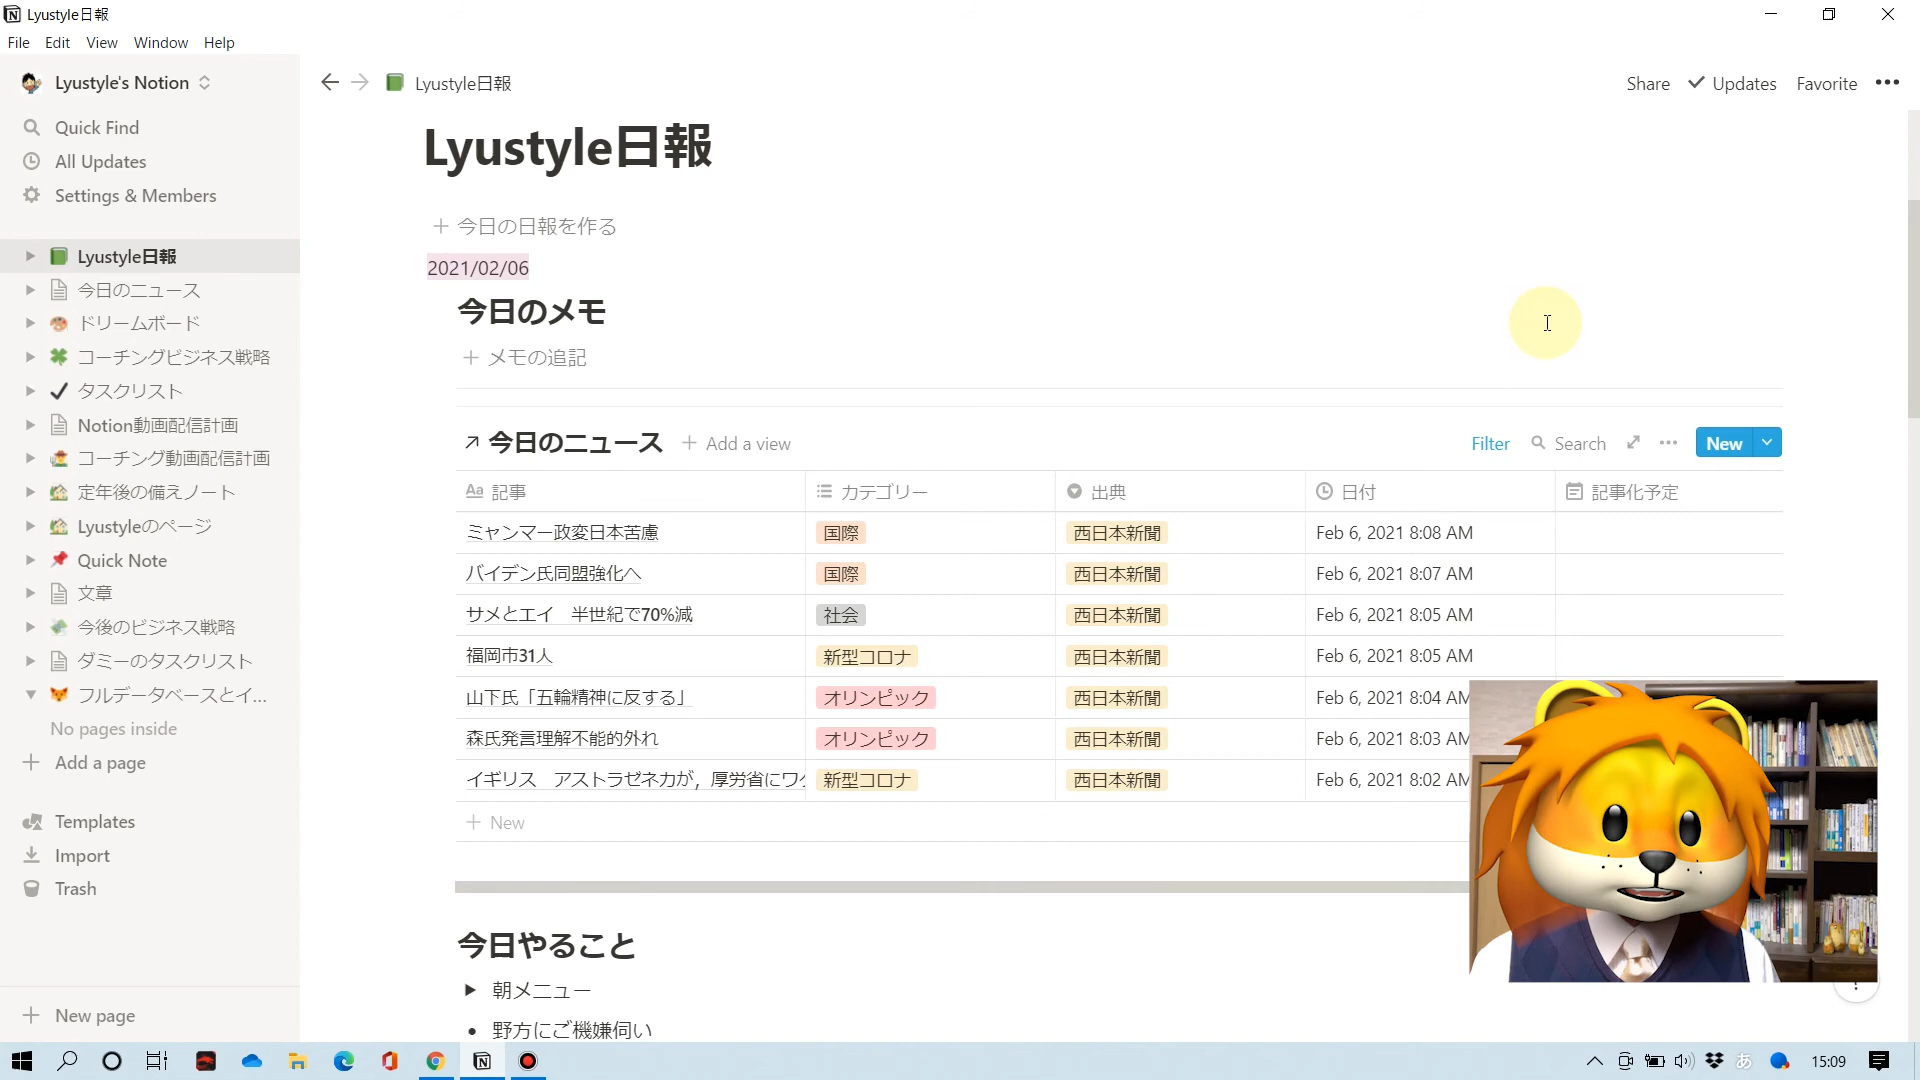 Lyustyle日報
File Edit View Window Help
Lyustyle's Notion
Quick Find
All Updates
Settings & Members
Lyustyle日報
今日のニュース
ドリームボード
コーチングビジネス戦略
タスクリスト
Notion動画配信計画
コーチング動画配信計画
定年後の備えノート
Lyustyleのページ
Quick Note
文章
今後のビジネス戦略
ダミーのタスクリスト
フルデータベースとイ...
No pages inside
Add a page
Templates
Import
Trash
New page
Lyustyle日報
Share Updates Favorite
Lyustyle日報
今日の日報を作る
2021/02/06
今日のメモ
メモの追記
今日のニュース Add a view Filter Search New
Aa 記事 カテゴリー 出典 日付 記事化予定
ミャンマー政変日本苦慮 国際 西日本新聞 Feb 6, 2021 8:08 AM
バイデン氏同盟強化へ 国際 西日本新聞 Feb 6, 2021 8:07 AM
サメとエイ　半世紀で70%減 社会 西日本新聞 Feb 6, 2021 8:05 AM
福岡市31人 新型コロナ 西日本新聞 Feb 6, 2021 8:05 AM
山下氏「五輪精神に反する」 オリンピック 西日本新聞 Feb 6, 2021 8:04 AM
森氏発言理解不能的外れ オリンピック 西日本新聞 Feb 6, 2021 8:03 AM
イギリス　アストラゼネカが，厚労省にワク 新型コロナ 西日本新聞 Feb 6, 2021 8:02 AM
New
今日やること
朝メニュー
野方にご機嫌伺い
あ 15:09